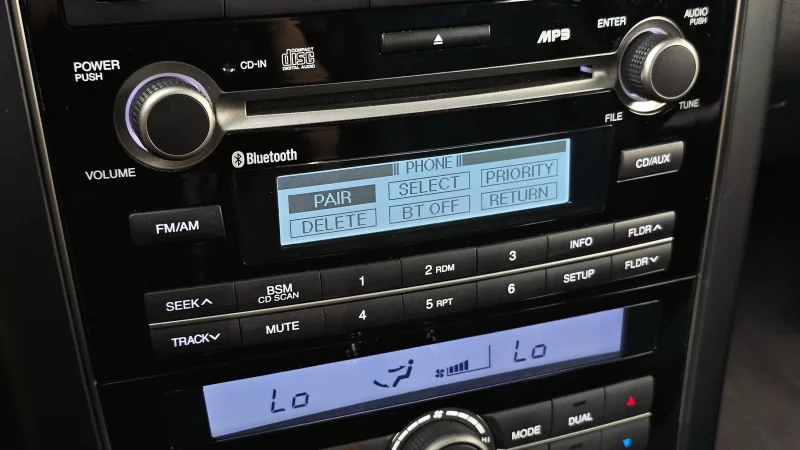 AUDIO
PUSH
ENTER
MP3
COMPACT
disc
DIGITAL AUDIO
CD-IN
POWER
PUSH
VOLUME
FILE
TUNE
Bluetooth
PHONE
PAIR SELECT PRIORITY
DELETE BT OFF RETURN
CD/AUX
FM/AM
SEEK BSM 1 2 RDM 3 INFO FLDR
CD SCAN
TRACK MUTE 4 5 RPT 6 SETUP FLDR
Lo Lo
HI MODE DUAL